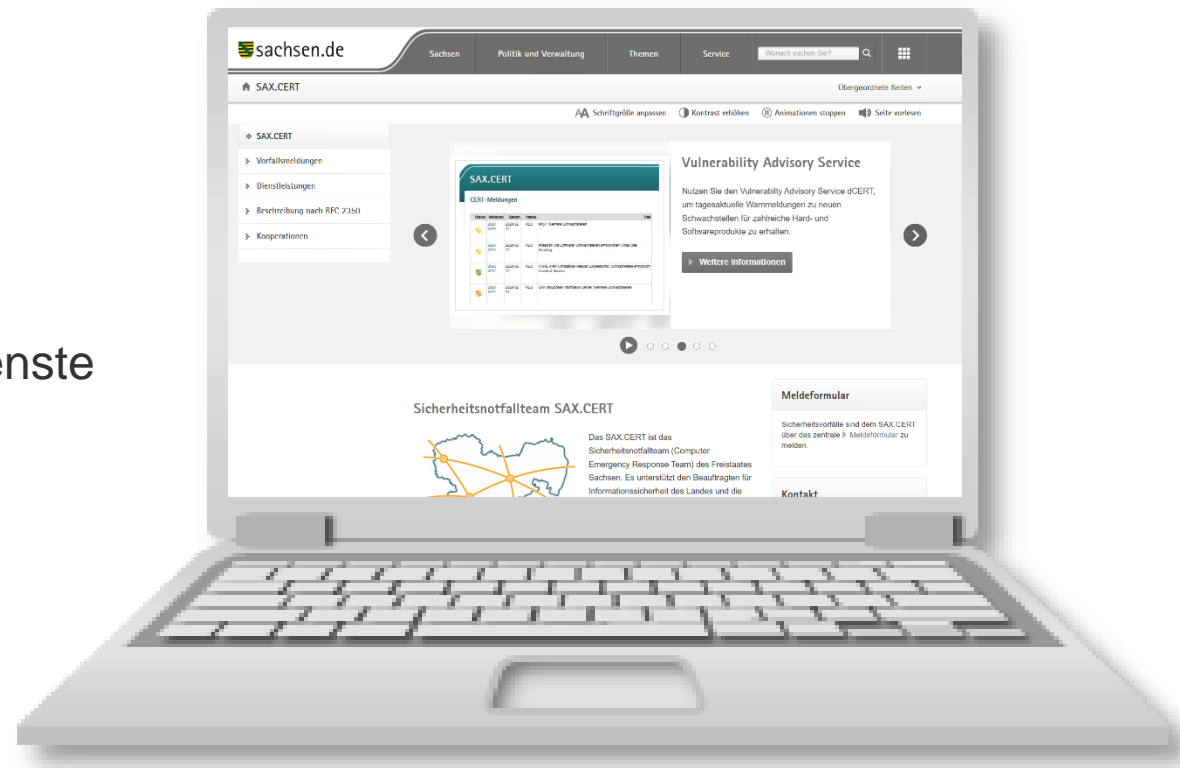 sachsen.de
Sachsen
Politik und Verwaltung
Themen
Service
Wonach suchen Sie?
SAX.CERT
Übergeordnete Seiten
AA Schriftgröße anpassen
Kontrast erhöhen
Animationen stoppen
Seite vorlesen
SAX.CERT
Vorfallsmeldungen
Dienstleistungen
Beschreibung nach RFC 2350
Kooperationen
SAX.CERT
CERT-Meldungen
Vulnerability Advisory Service
Nutzen Sie den Vulnerabilty Advisory Service dCERT,
um tagesaktuelle Warnmeldungen zu neuen
Schwachstellen für zahlreiche Hard- und
Softwareprodukte zu erhalten.
Weitere Informationen
enste
Sicherheitsnotfallteam SAX.CERT
Das SAX.CERT ist das
Sicherheitsnotfallteam (Computer
Emergency Response Team) des Freistaates
Sachsen. Es unterstützt den Beauftragten für
Informationssicherheit des Landes und die
Meldeformular
Sicherheitsvorfälle sind dem SAX.CERT
über das zentrale Meldeformular zu
melden.
Kontakt